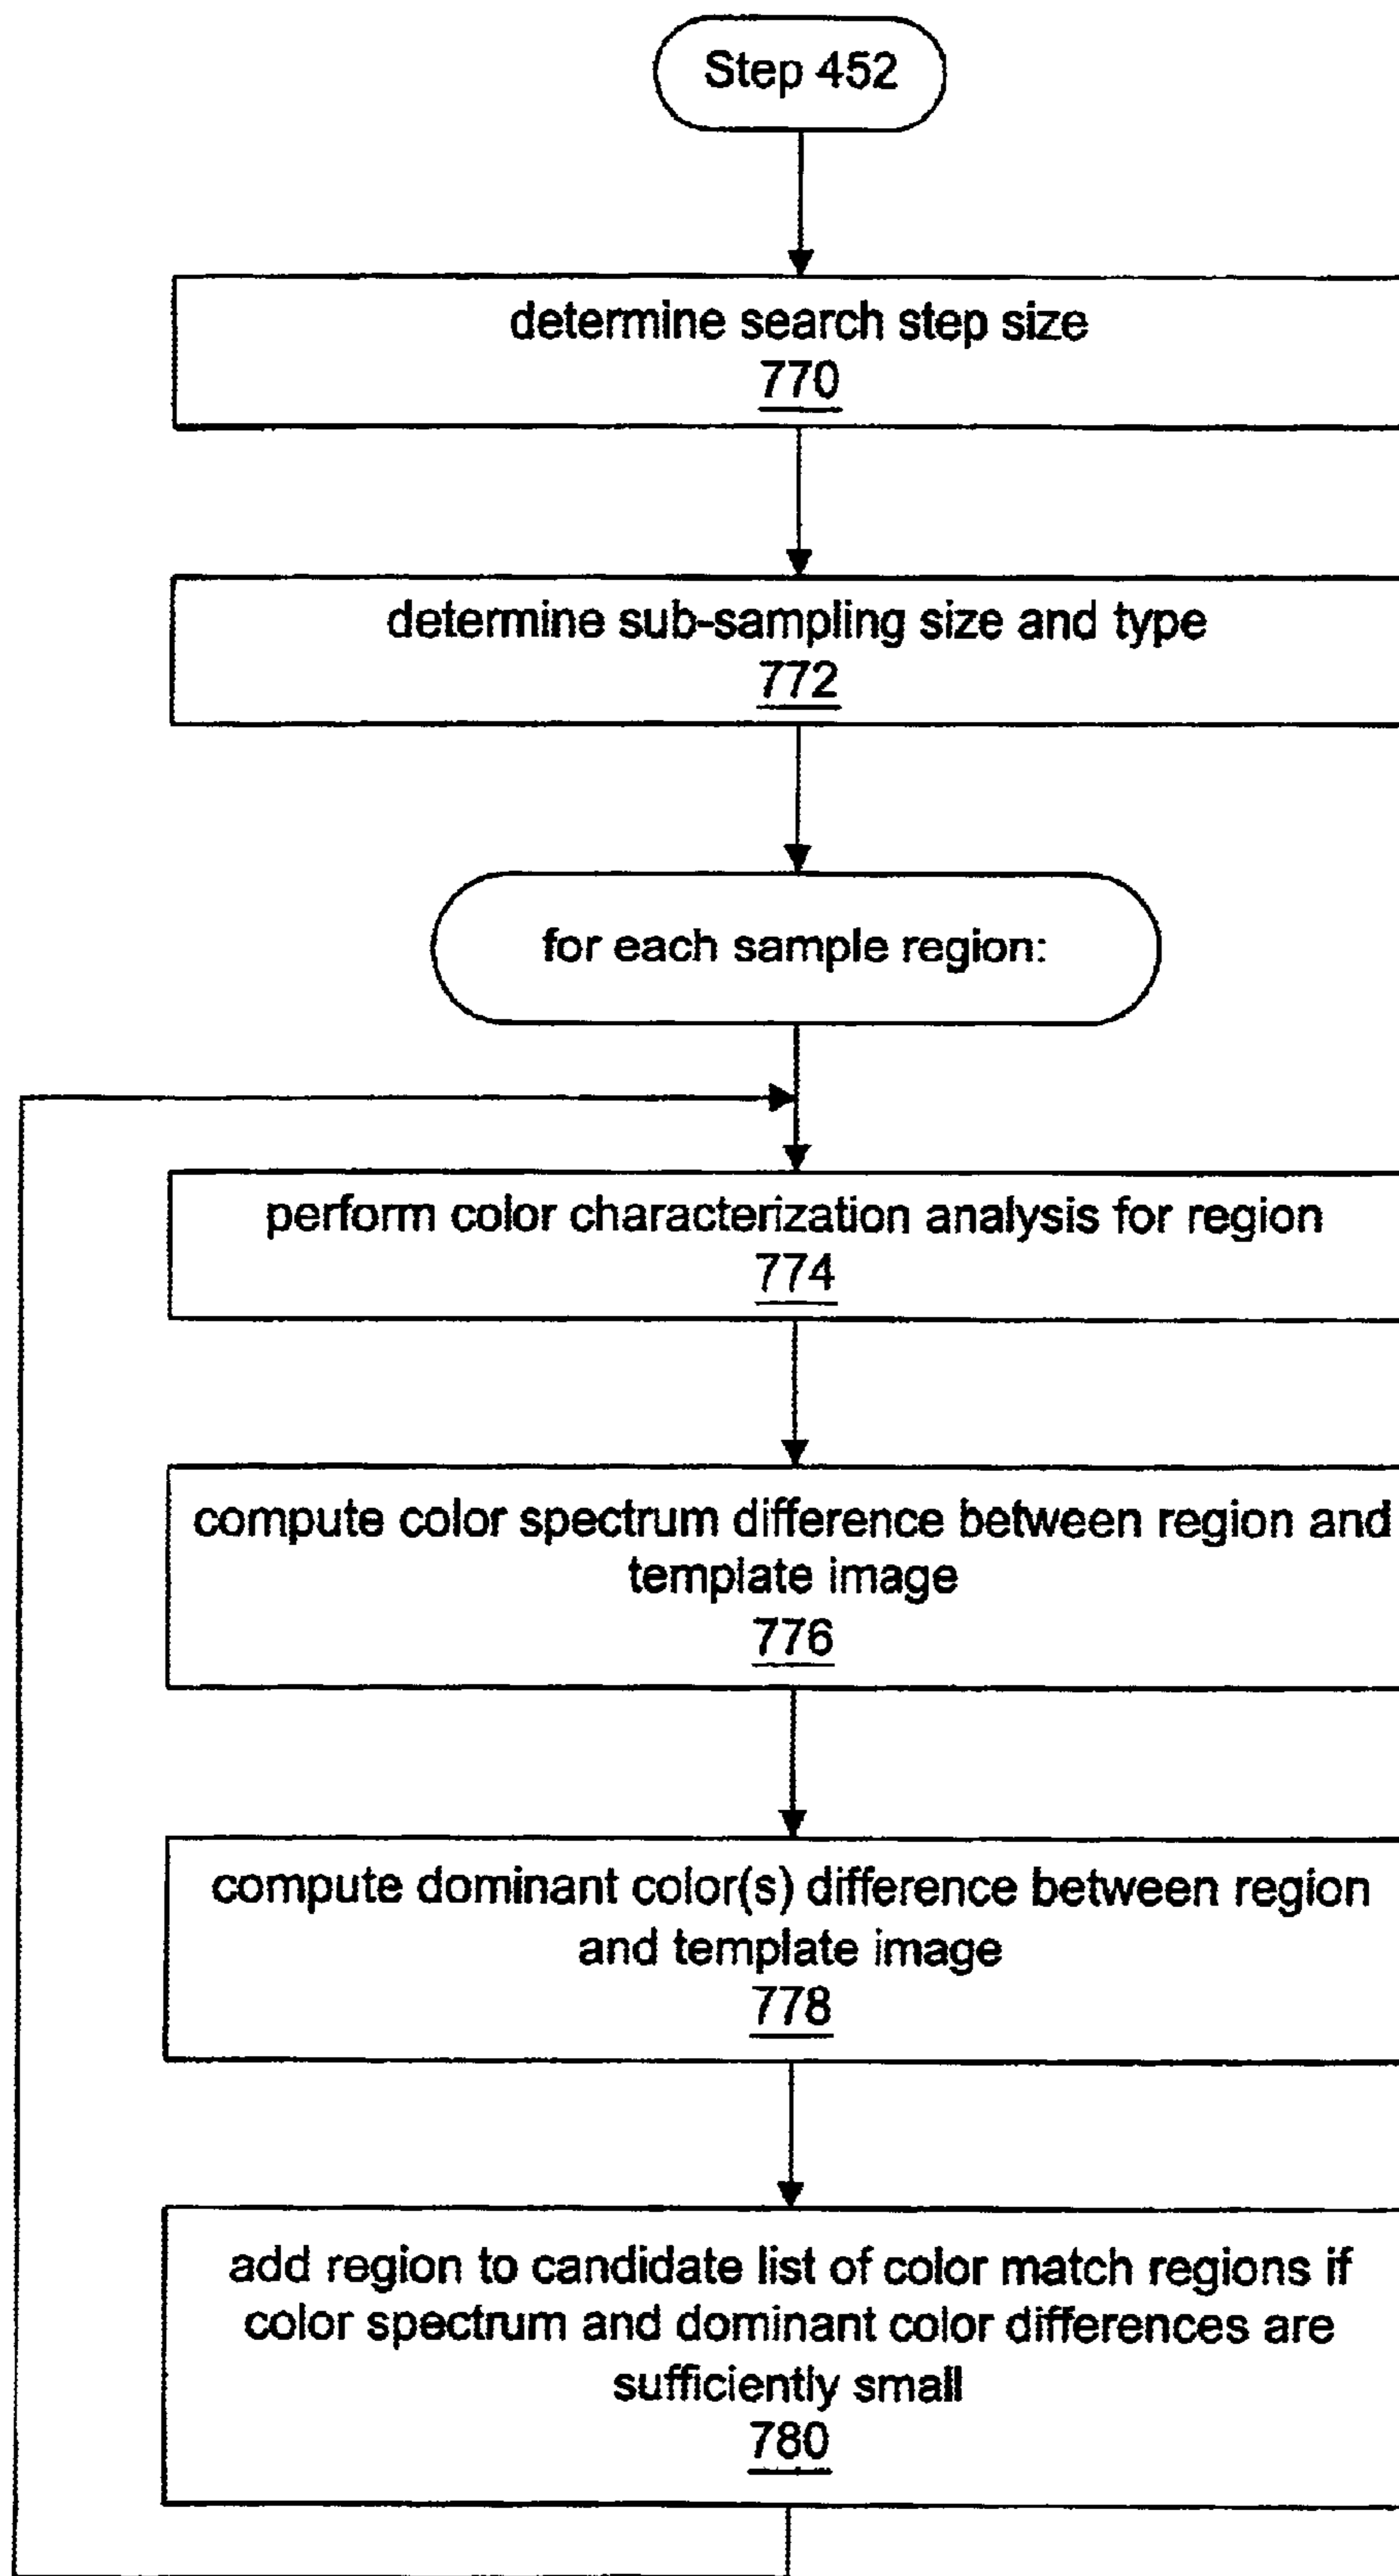 Step 452
determine search step size
770
determine sub-sampling size and type
772
for each sample region:
perform color characterization analysis for region
774
compute color spectrum difference between region and
template image
776
compute dominant color(s) difference between region
and template image
778
add region to candidate list of color match regions if
color spectrum and dominant color differences are
sufficiently small
780